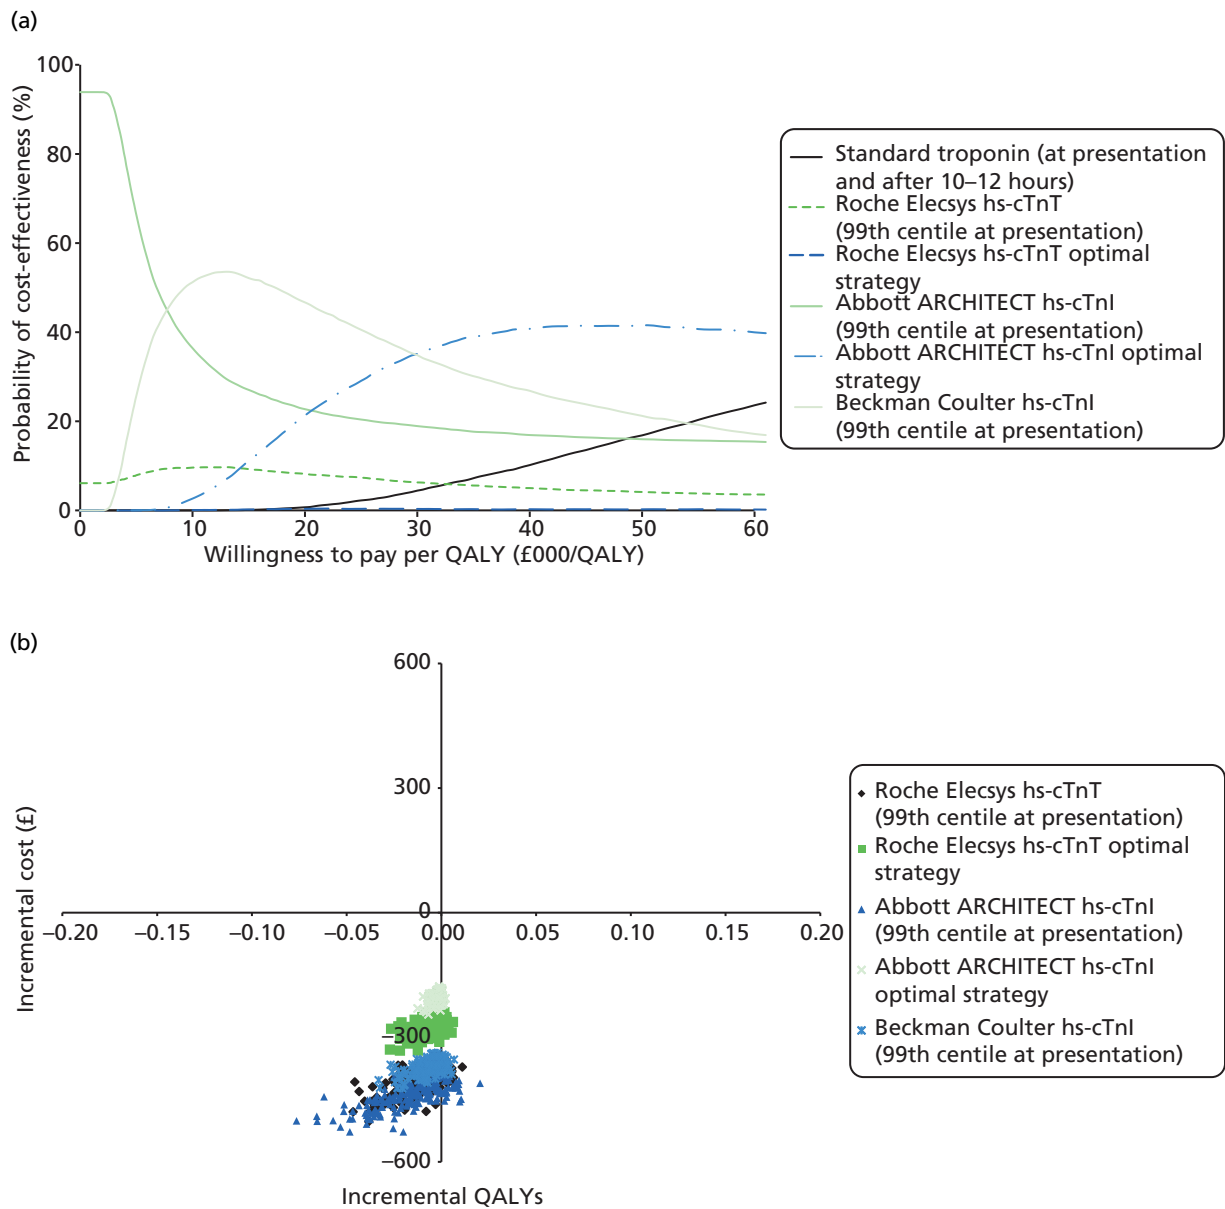 (a)
100
80
60
40
20
0
0 10 20 30 40 50 60
Probability of cost-effectiveness (%)
Willingness to pay per QALY (£000/QALY)
Standard troponin (at presentation
and after 10–12 hours)
Roche Elecsys hs-cTnT
(99th centile at presentation)
Roche Elecsys hs-cTnT optimal
strategy
Abbott ARCHITECT hs-cTnI
(99th centile at presentation)
Abbott ARCHITECT hs-cTnI optimal
strategy
Beckman Coulter hs-cTnI
(99th centile at presentation)
(b)
600
300
0
–0.20 –0.15 –0.10 –0.05 0.00 0.05 0.10 0.15 0.20
–300
–600
Incremental cost (£)
Incremental QALYs
Roche Elecsys hs-cTnT
(99th centile at presentation)
Roche Elecsys hs-cTnT optimal
strategy
Abbott ARCHITECT hs-cTnI
(99th centile at presentation)
Abbott ARCHITECT hs-cTnI
optimal strategy
Beckman Coulter hs-cTnI
(99th centile at presentation)